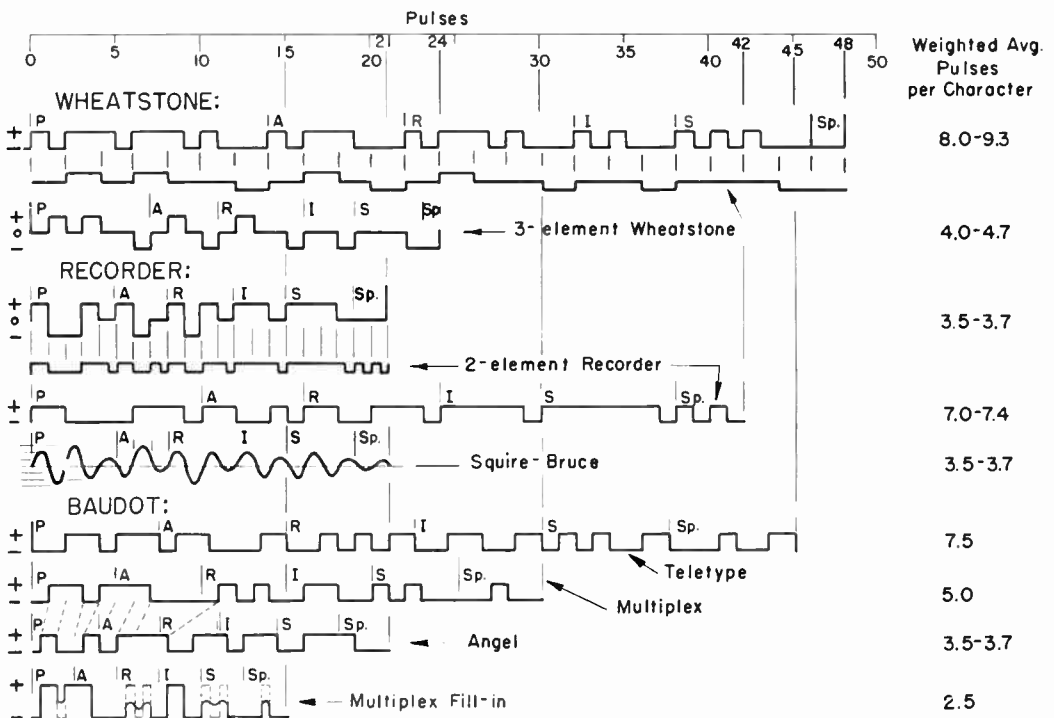 Pulses
0 5 10 15 21 24 30 35 42 45 48
20 40 50
Weighted Avg.
Pulses
per Character
WHEATSTONE:
P A R I S Sp.
+
−
8.0-9.3
P A R I S Sp
+
o
−
3-element Wheatstone
4.0-4.7
RECORDER:
P A R I S Sp.
+
o
−
3.5-3.7
2-element Recorder
P A R I S Sp.
+
−
7.0-7.4
P A R I S Sp.
Squire-Bruce
3.5-3.7
BAUDOT:
P A R I S Sp.
+
−
7.5
Teletype
P A R I S Sp.
+
−
5.0
Multiplex
P A R I S Sp.
+
−
Angel
3.5-3.7
P A R I S Sp.
+
−
Multiplex Fill-in
2.5